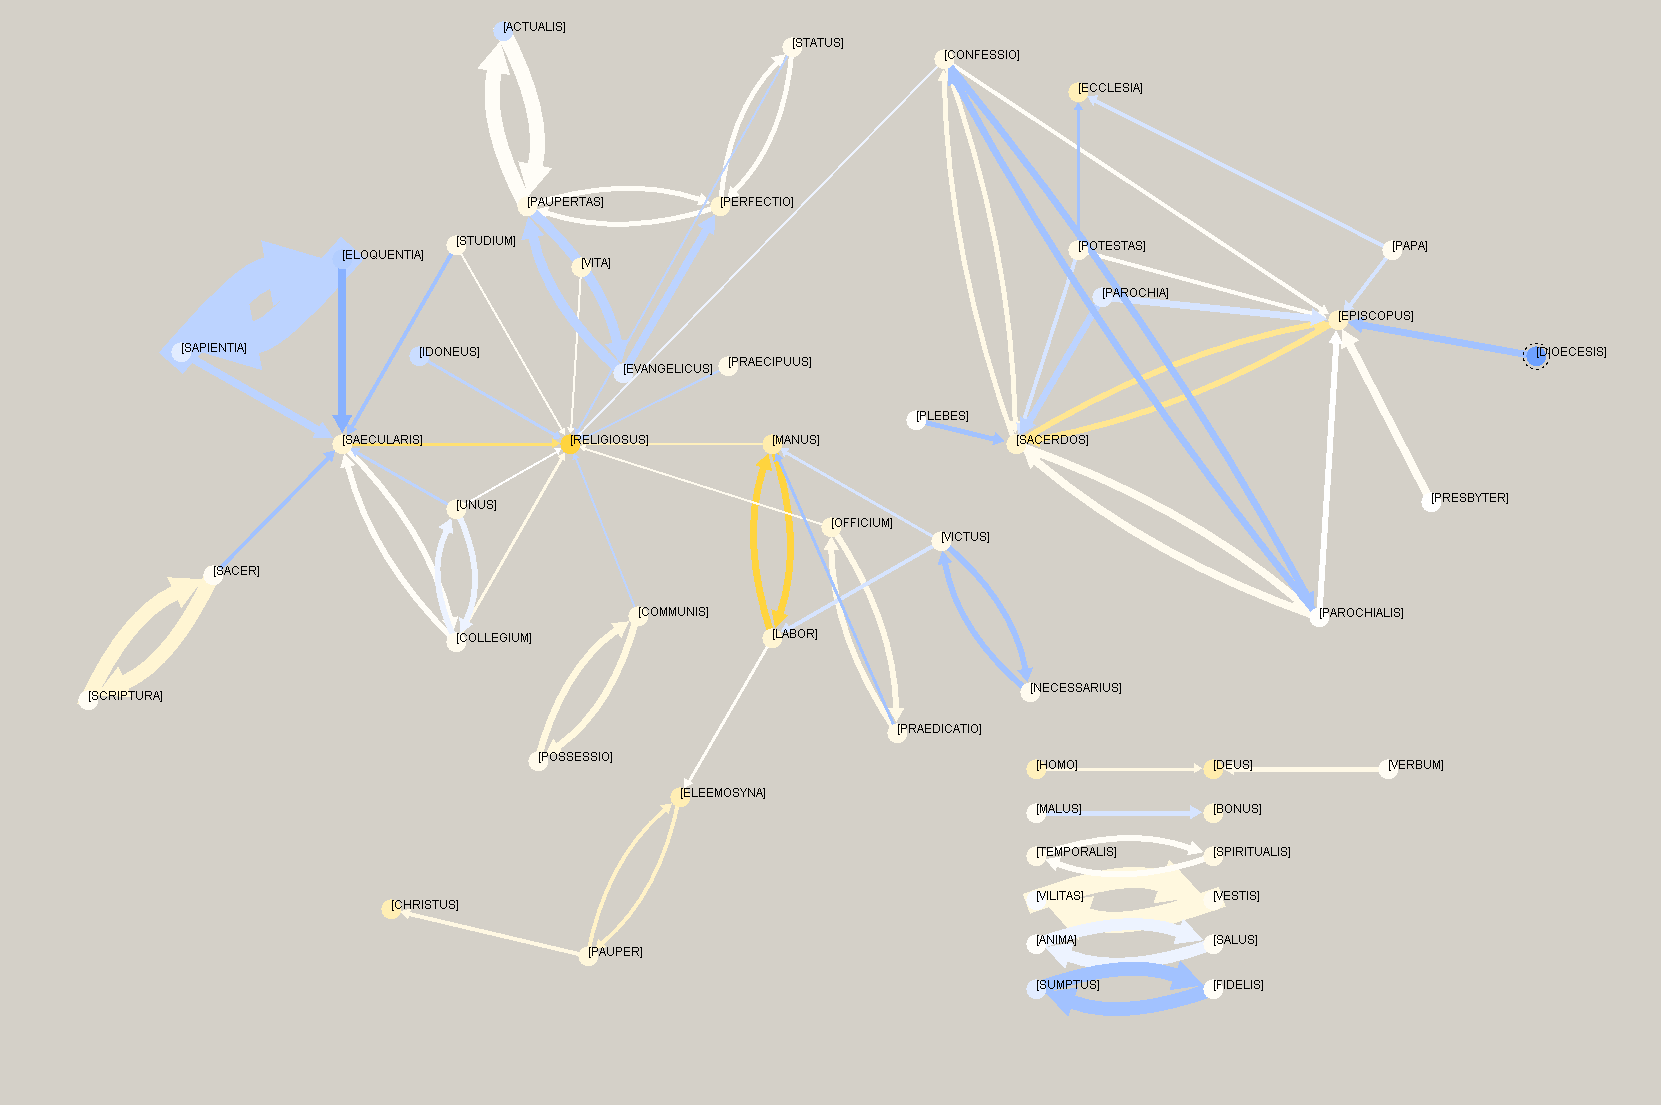 [ACTUALIS]
[STATUS]
[CONFESSIO]
[ECCLESIA]
[PAUPERTAS]
[PERFECTIO]
[STUDIUM]
[POTESTAS]
[PAPA]
[ELOQUENTIA]
[VITA]
[PAROCHIA]
[EPISCOPUS]
[SAPIENTIA]
[IDONEUS]
[DIOECESIS]
[EVANGELICUS]
[PRAECIPUUS]
[PLEBES]
[SAECULARIS]
[RELIGIOSUS]
[MANUS]
[SACERDOS]
[PRESBYTER]
[UNUS]
[OFFICIUM]
[VICTUS]
[SACER]
[COMMUNIS]
[PAROCHIALIS]
[COLLEGIUM]
[LABOR]
[SCRIPTURA]
[NECESSARIUS]
[PRAEDICATIO]
[POSSESSIO]
[HOMO]
[DEUS]
[VERBUM]
[ELEEMOSYNA]
[MALUS]
[BONUS]
[TEMPORALIS]
[SPIRITUALIS]
[VILITAS]
[VESTIS]
[CHRISTUS]
[ANIMA]
[SALUS]
[PAUPER]
[SUMPTUS]
[FIDELIS]